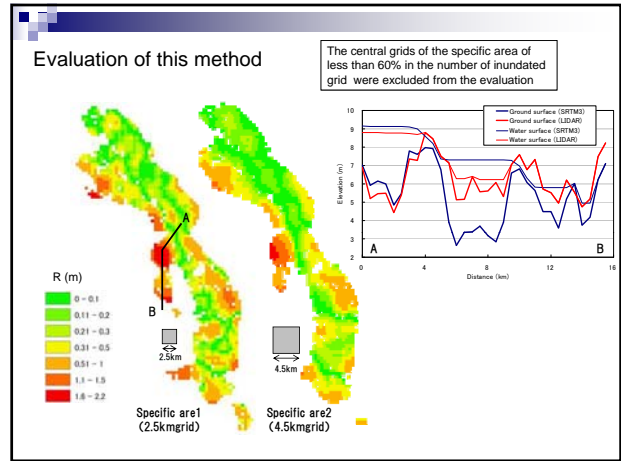 Evaluation of this method
The central grids of the specific area of
less than 60% in the number of inundated
grid were excluded from the evaluation
Ground surface (SRTM3)
Ground surface (LIDAR)
Water surface (SRTM3)
Water surface (LIDAR)
Elevation (m)
10
9
8
7
6
5
4
3
2
A
B
0
4
8
12
16
Distance (km)
A
B
R (m)
0 - 0.1
0.11 - 0.2
0.21 - 0.3
0.31 - 0.5
0.51 - 1
1.1 - 1.5
1.6 - 2.2
2.5km
4.5km
Specific are1
(2.5kmgrid)
Specific are2
(4.5kmgrid)